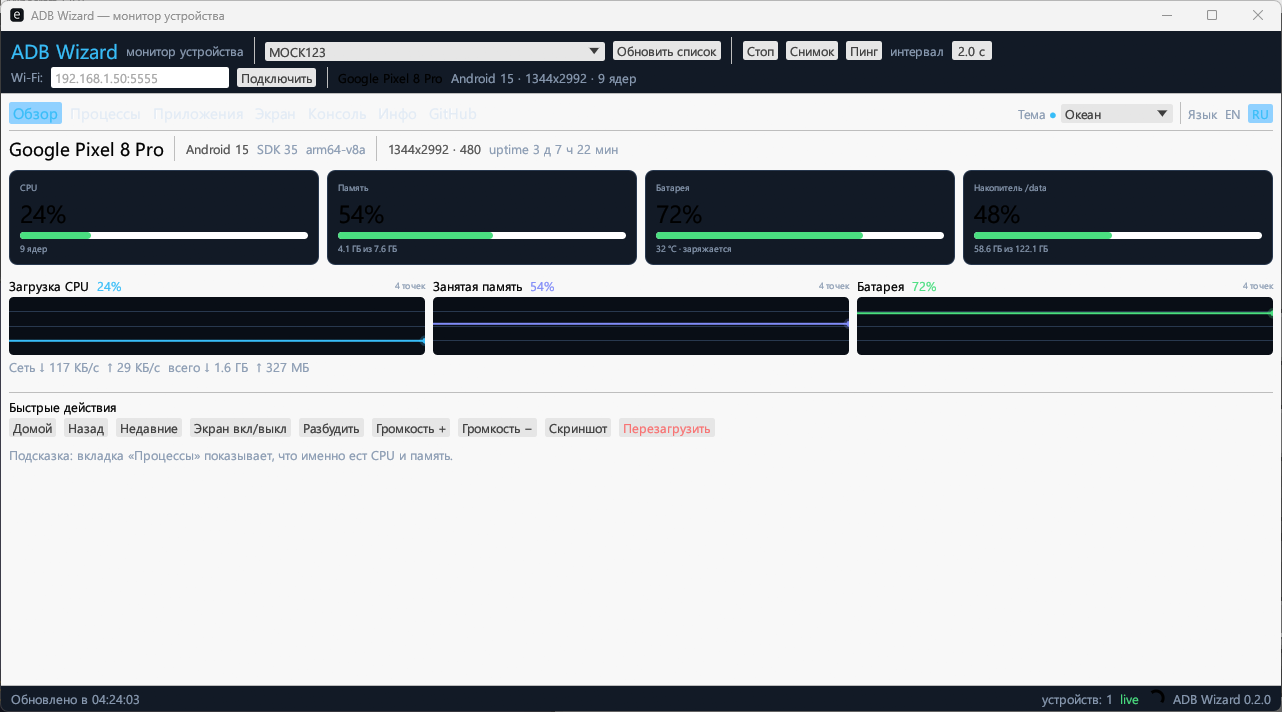 ADB Wizard — монитор устройства
ADB Wizard монитор устройства МОСК123 Обновить список Стоп Снимок Пинг интервал 2.0 с
Wi-Fi: 192.168.1.50:5555 Подключить Google Pixel 8 Pro Android 15 · 1344x2992 · 9 ядер
Обзор Процессы Приложения Экран Консоль Инфо GitHub Тема Океан Язык EN RU
Google Pixel 8 Pro Android 15 SDK 35 arm64-v8a 1344x2992 · 480 uptime 3 д 7 ч 22 мин
CPU Память Батарея Накопитель /data
24% 54% 72% 48%
9 ядер 4.1 ГБ из 7.6 ГБ 32 °C · заряжается 58.6 ГБ из 122.1 ГБ
Загрузка CPU 24% 4 точек Занятая память 54% 4 точек Батарея 72% 4 точек
Сеть ↓ 117 КБ/с ↑ 29 КБ/с всего ↓ 1.6 ГБ ↑ 327 МБ
Быстрые действия
Домой Назад Недавние Экран вкл/выкл Разбудить Громкость + Громкость − Скриншот Перезагрузить
Подсказка: вкладка «Процессы» показывает, что именно ест CPU и память.
Обновлено в 04:24:03 устройств: 1 live ADB Wizard 0.2.0